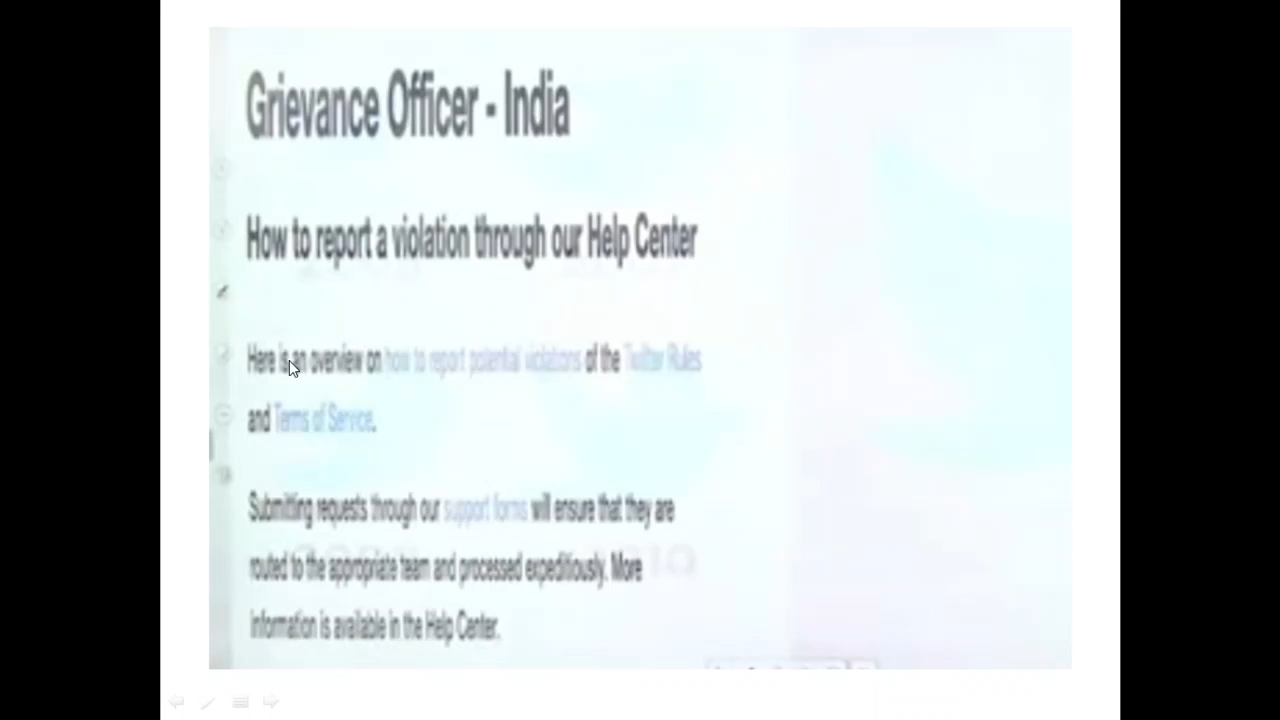 Grievance Officer - India
How to report a violation through our Help Center
Here is an overview on how to report potential violations of the Twitter Rules
and Terms of Service.
Submitting requests through our support forms will ensure that they are
routed to the appropriate team and processed expeditiously. More
information is available in the Help Center.